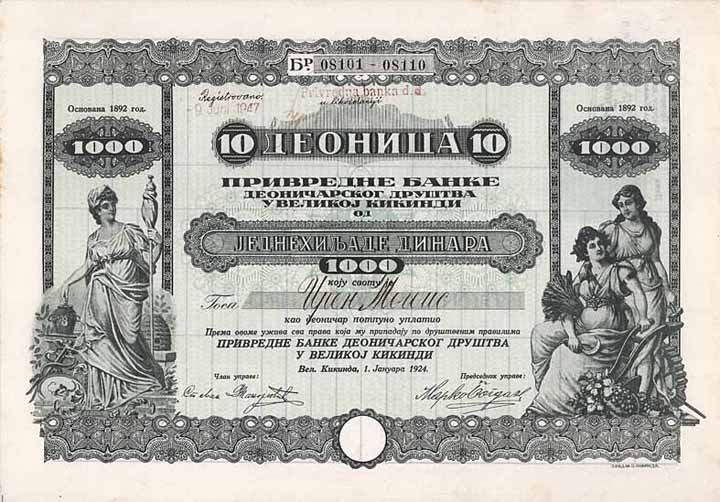 Бр. 08101 - 08110
Registrovano:
9 Juni 1947
Privredna banka d.d.
Основана 1892 год.
Основана 1892 год.
1000
10 ДЕОНИЦА 10
1000
ПРИВРЕДНЕ БАНКЕ
ДЕОНИЧАРСКОГ ДРУШТВА
У ВЕЛИКОЈ КИКИНДИ
ОД
ЈЕДНЕХИЉАДЕ ДИНАРА
1000
коју своту је
Госп.
као деоничар потпуно уплатио
Према овоме ужива сва права која му припадају по друштвеним правилима
ПРИВРЕДНЕ БАНКЕ ДЕОНИЧАРСКОГ ДРУШТВА
У ВЕЛИКОЈ КИКИНДИ
Вел. Кикинда, 1. Јануара 1924.
Члан управе:
Председник управе: